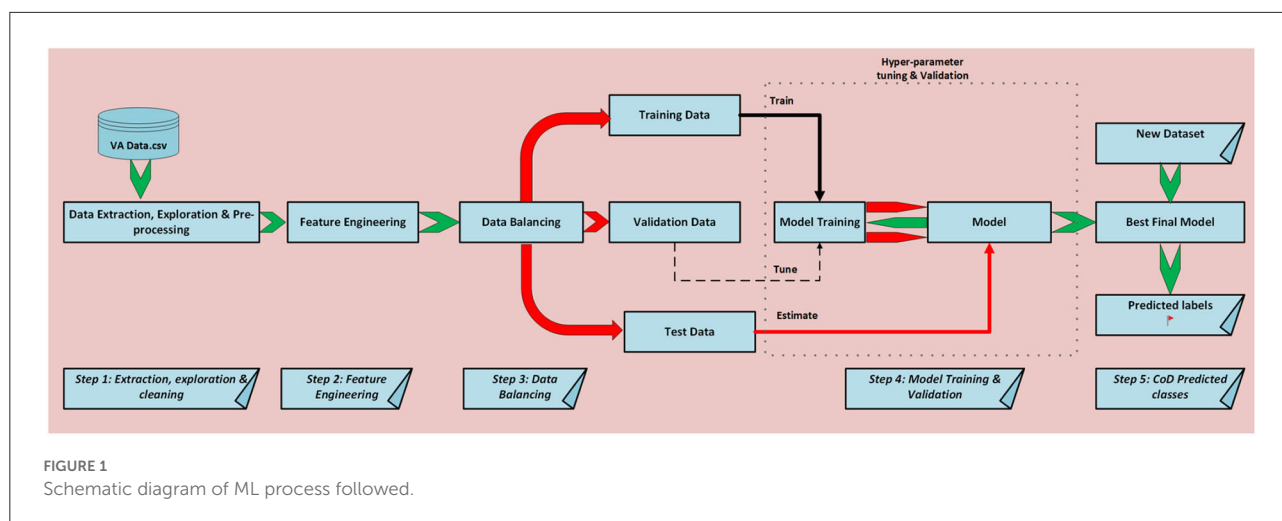 Hyper-parameter
tuning & Validation
Training Data
Train
New Dataset
VA Data.csv
Data Extraction, Exploration & Pre-
processing
Feature Engineering
Data Balancing
Validation Data
Model Training
Model
Best Final Model
Tune
Test Data
Estimate
Predicted labels
Step 1: Extraction, exploration &
cleaning
Step 2: Feature
Engineering
Step 3: Data
Balancing
Step 4: Model Training &
Validation
Step 5: CoD Predicted
classes
FIGURE 1
Schematic diagram of ML process followed.